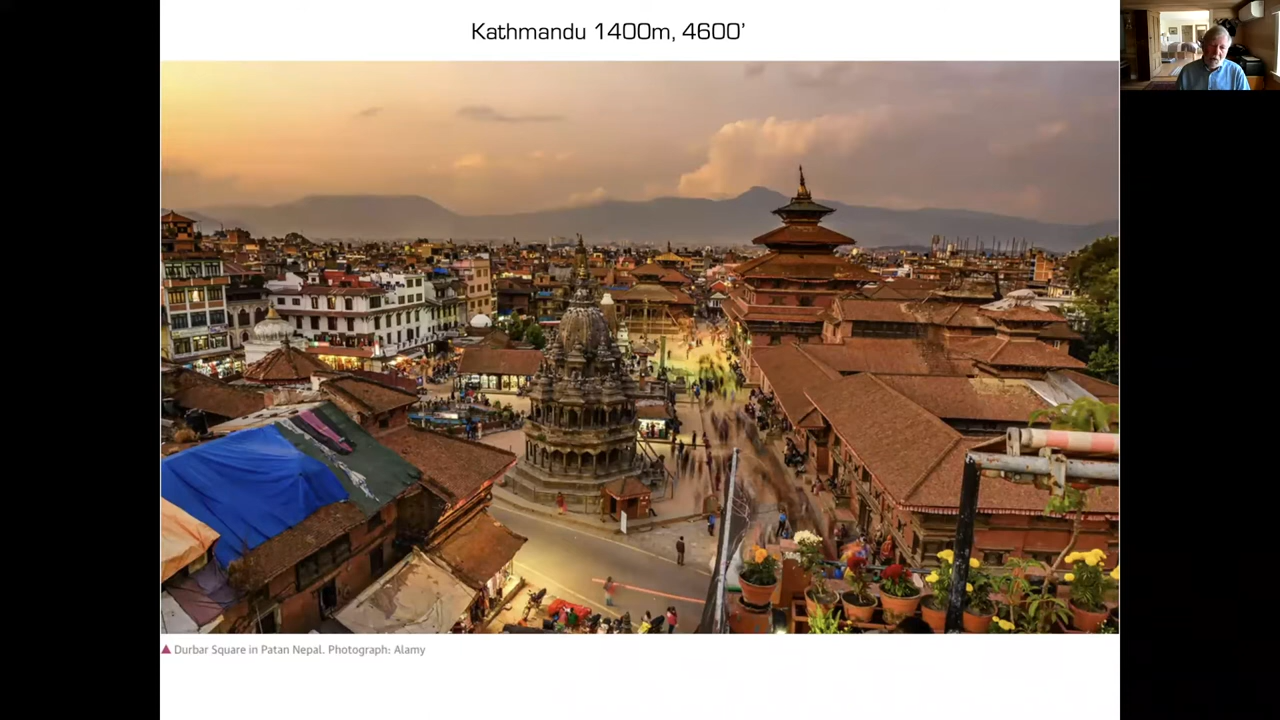 Kathmandu 1400m, 4600’
▲ Durbar Square in Patan Nepal. Photograph: Alamy